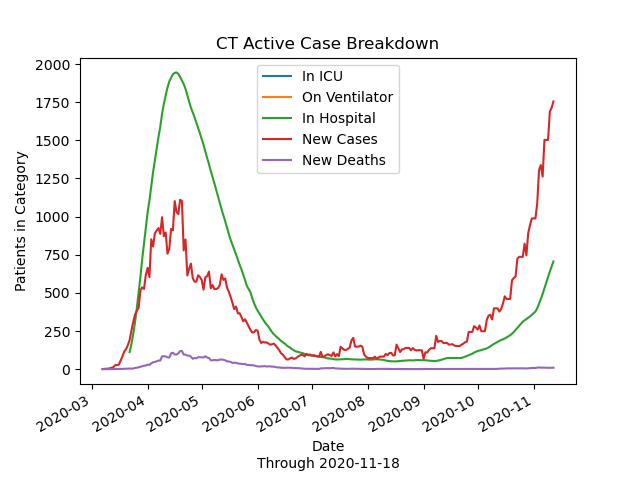 CT Active Case Breakdown
In ICU
On Ventilator
In Hospital
New Cases
New Deaths
Patients in Category
2000
1750
1500
1250
1000
750
500
250
0
2020-03
2020-04
2020-05
2020-06
2020-07
2020-08
2020-09
2020-10
2020-11
Date
Through 2020-11-18